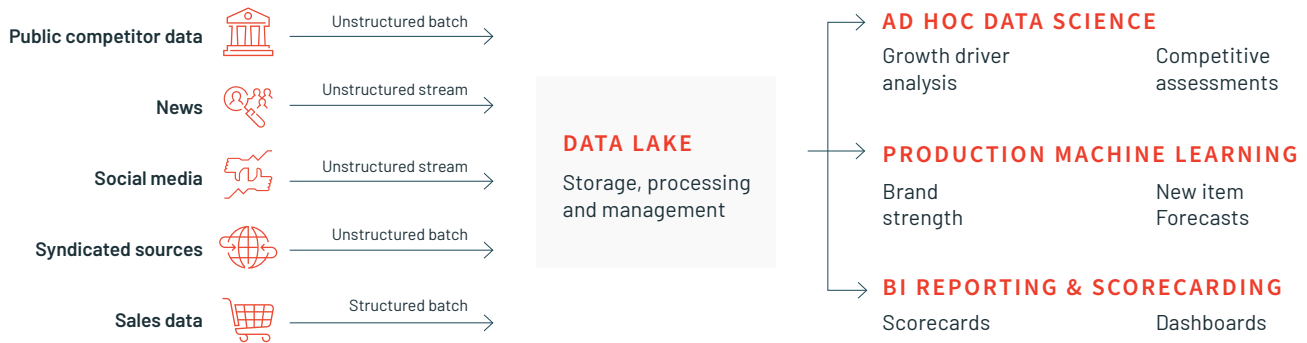 Public competitor data
Unstructured batch
News
Unstructured stream
Social media
Unstructured stream
Syndicated sources
Unstructured batch
Sales data
Structured batch
DATA LAKE
Storage, processing
and management
AD HOC DATA SCIENCE
Growth driver
analysis
Competitive
assessments
PRODUCTION MACHINE LEARNING
Brand
strength
New item
Forecasts
BI REPORTING & SCORECARDING
Scorecards
Dashboards